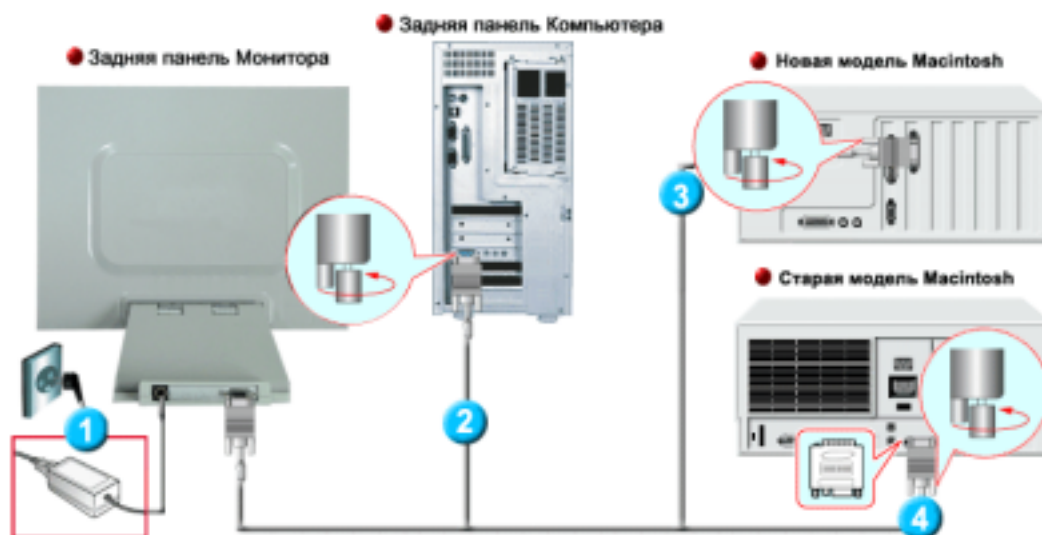 Задняя панель Компьютера
Задняя панель Монитора
Новая модель Macintosh
3
Старая модель Macintosh
1
2
4